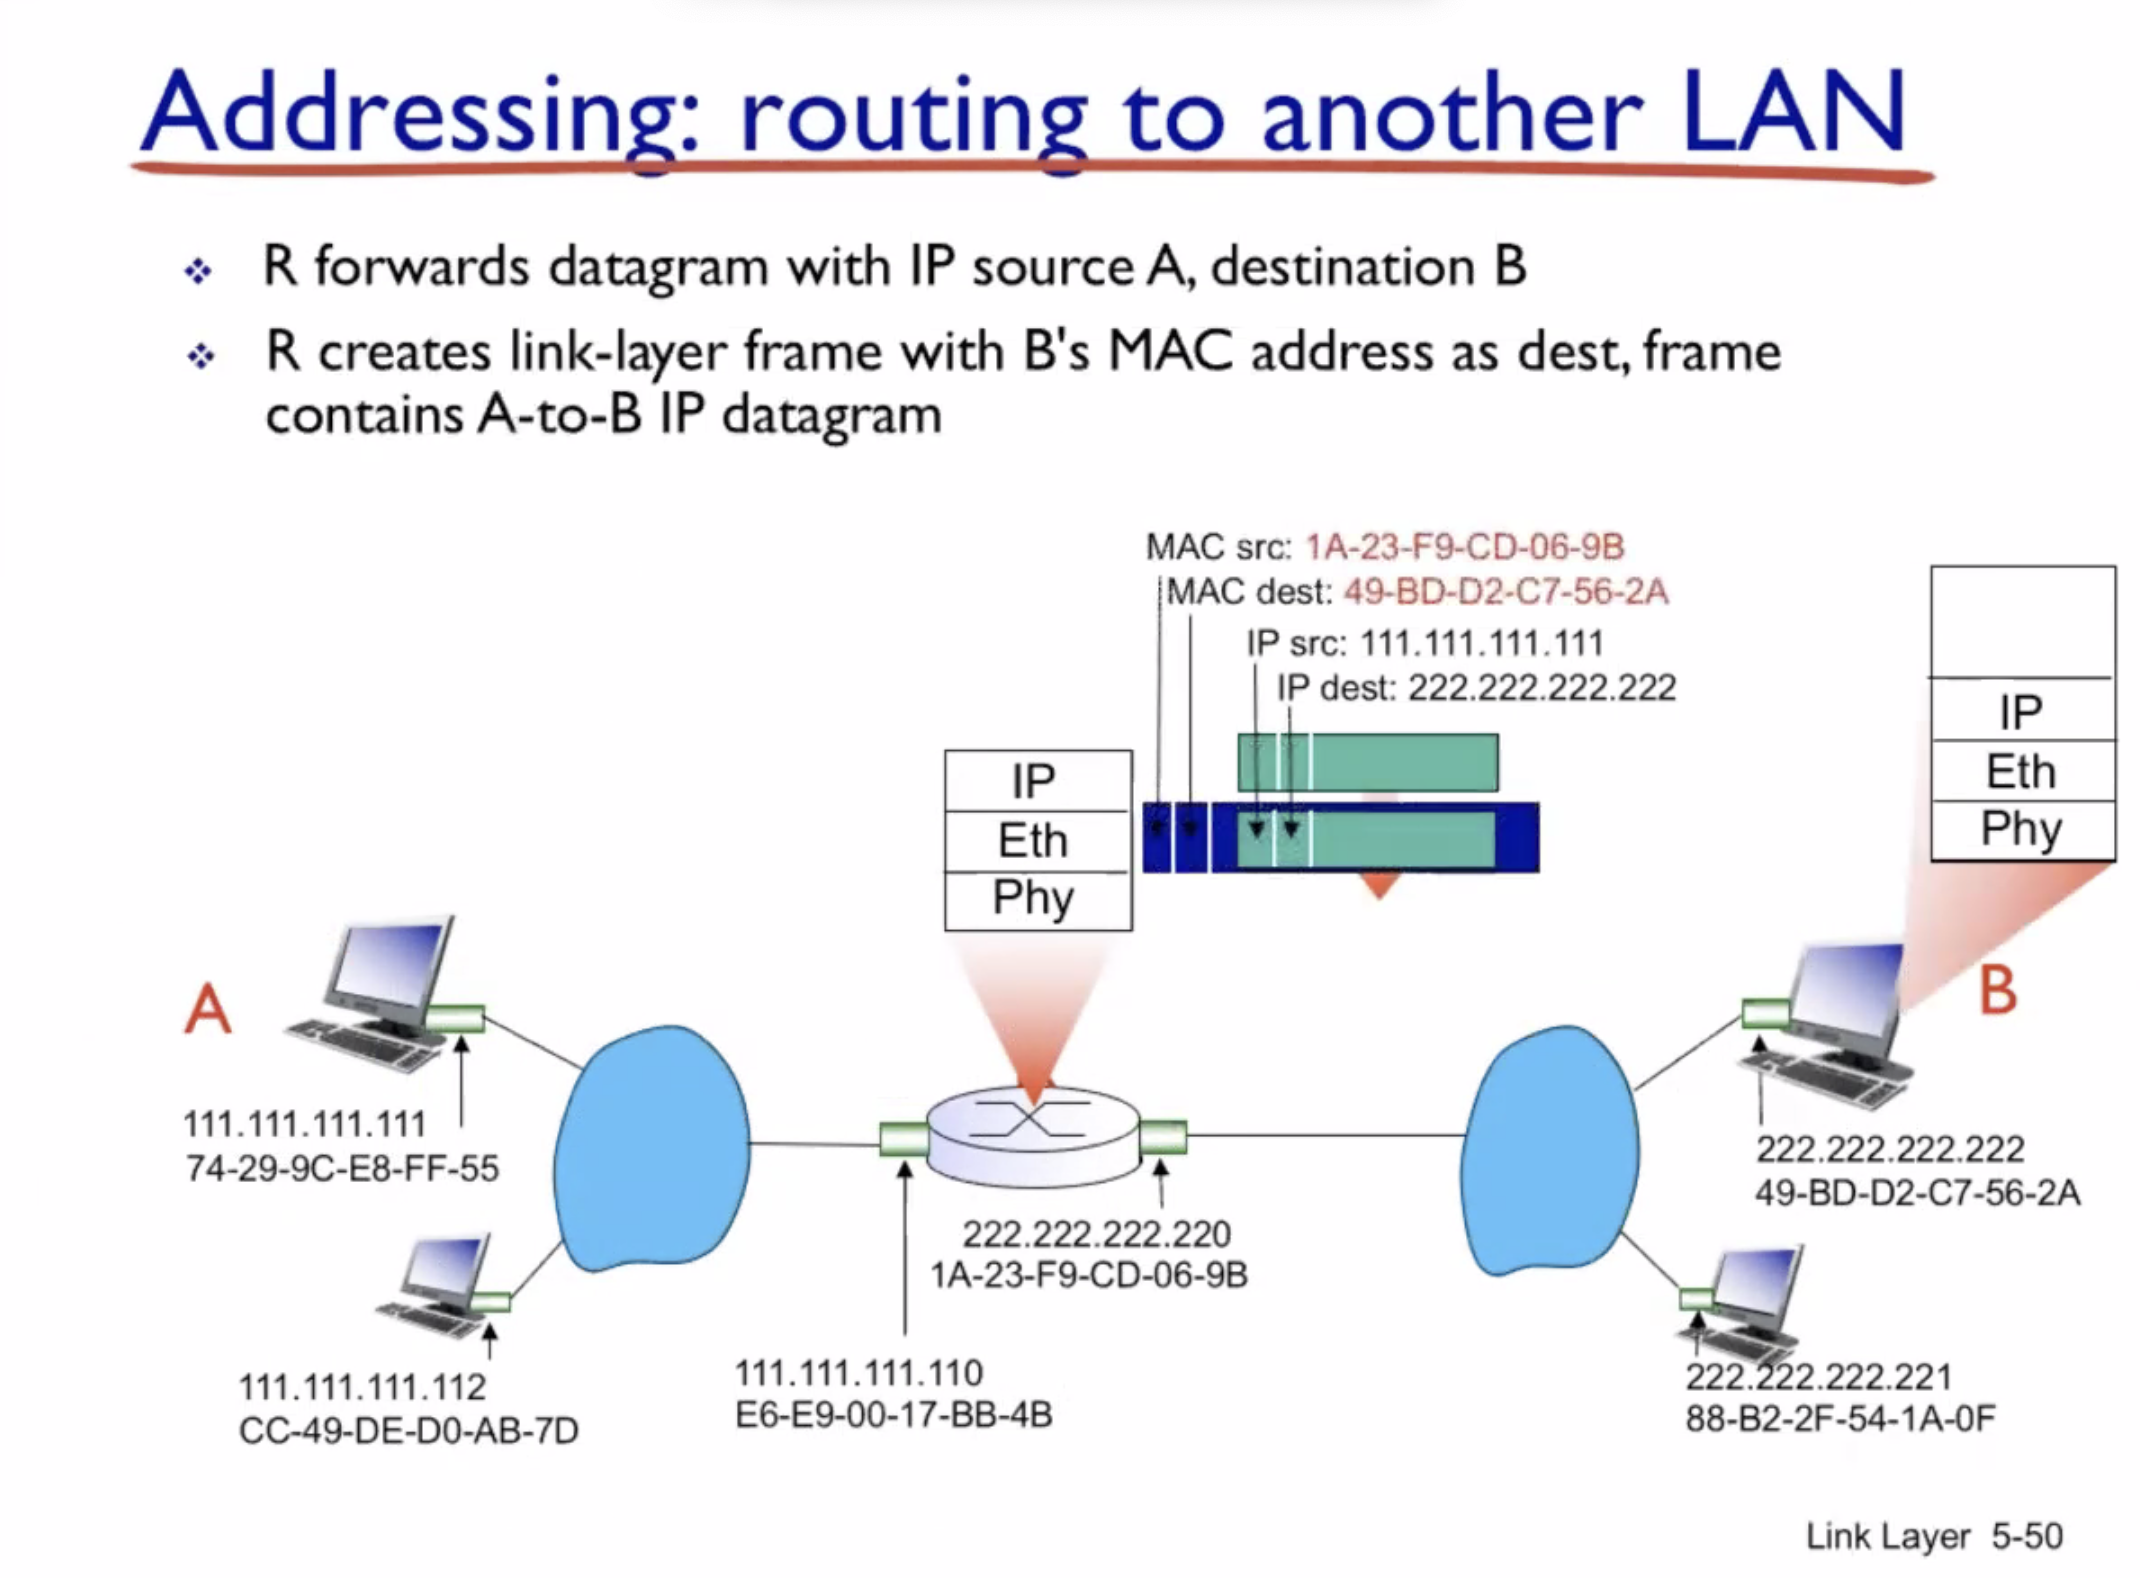 Addressing: routing to another LAN
R forwards datagram with IP source A, destination B
R creates link-layer frame with B's MAC address as dest, frame
contains A-to-B IP datagram
MAC src: 1A-23-F9-CD-06-9B
MAC dest: 49-BD-D2-C7-56-2A
IP src: 111.111.111.111
IP dest: 222.222.222.222
IP
Eth
Phy
IP
Eth
Phy
A
B
111.111.111.111
74-29-9C-E8-FF-55
222.222.222.222
49-BD-D2-C7-56-2A
222.222.222.220
1A-23-F9-CD-06-9B
111.111.111.112
CC-49-DE-D0-AB-7D
111.111.111.110
E6-E9-00-17-BB-4B
222.222.222.221
88-B2-2F-54-1A-0F
Link Layer 5-50